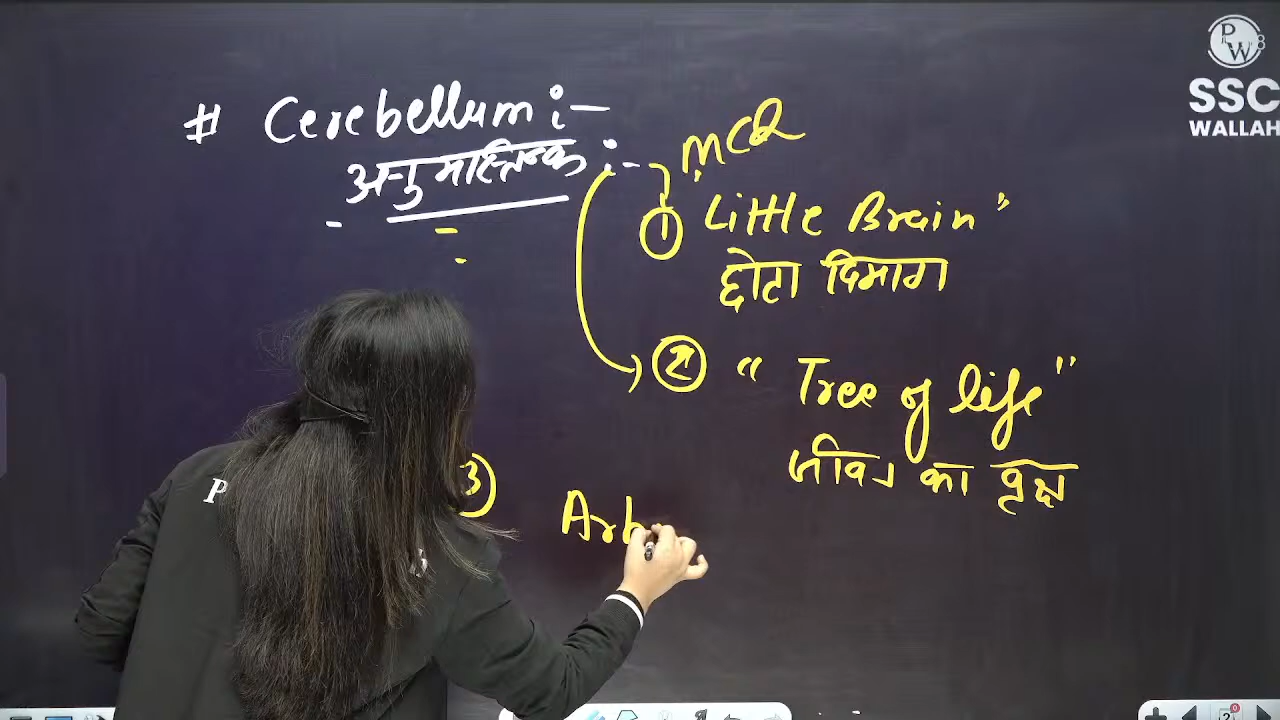 # Cerebellum :-
अनुमस्तिष्क :-
MCQ
① "Little Brain"
छोटा दिमाग
② "Tree of life"
जीवन का वृक्ष
3)
Arb
P
PW
SSC
WALLAH